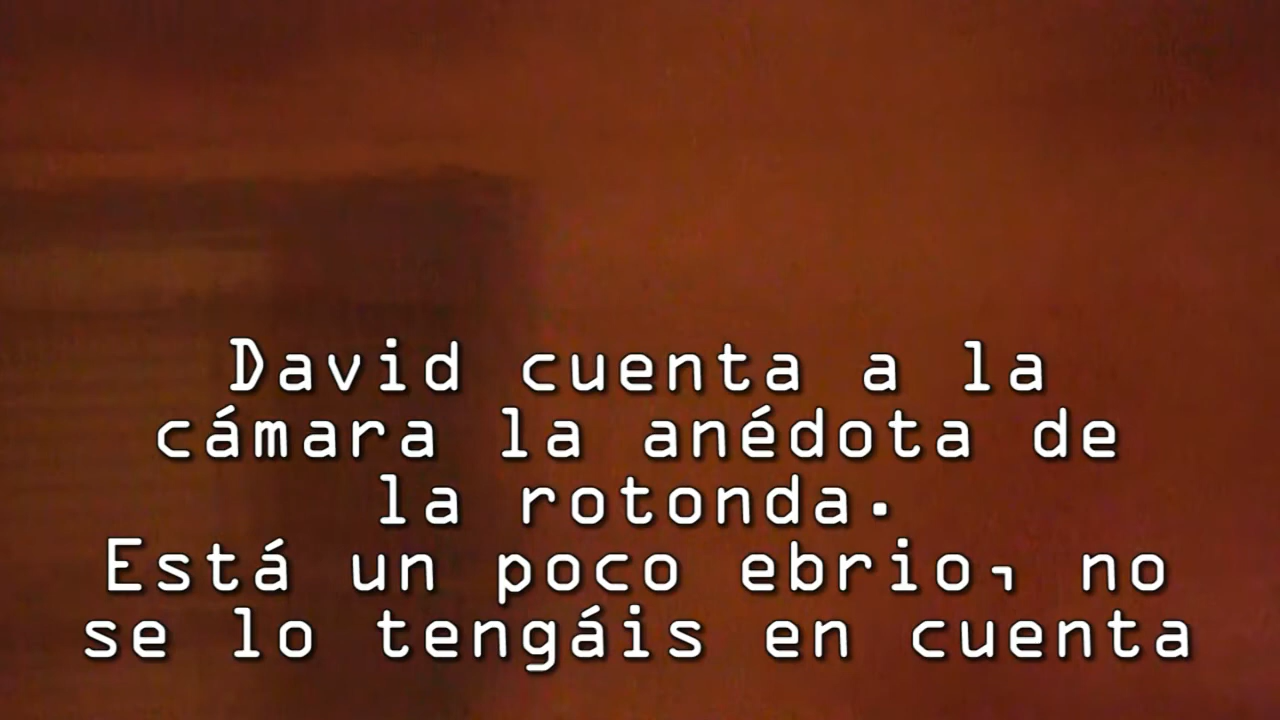 David cuenta a la
cámara la anédota de
la rotonda.
Está un poco ebrio, no
se lo tengáis en cuenta